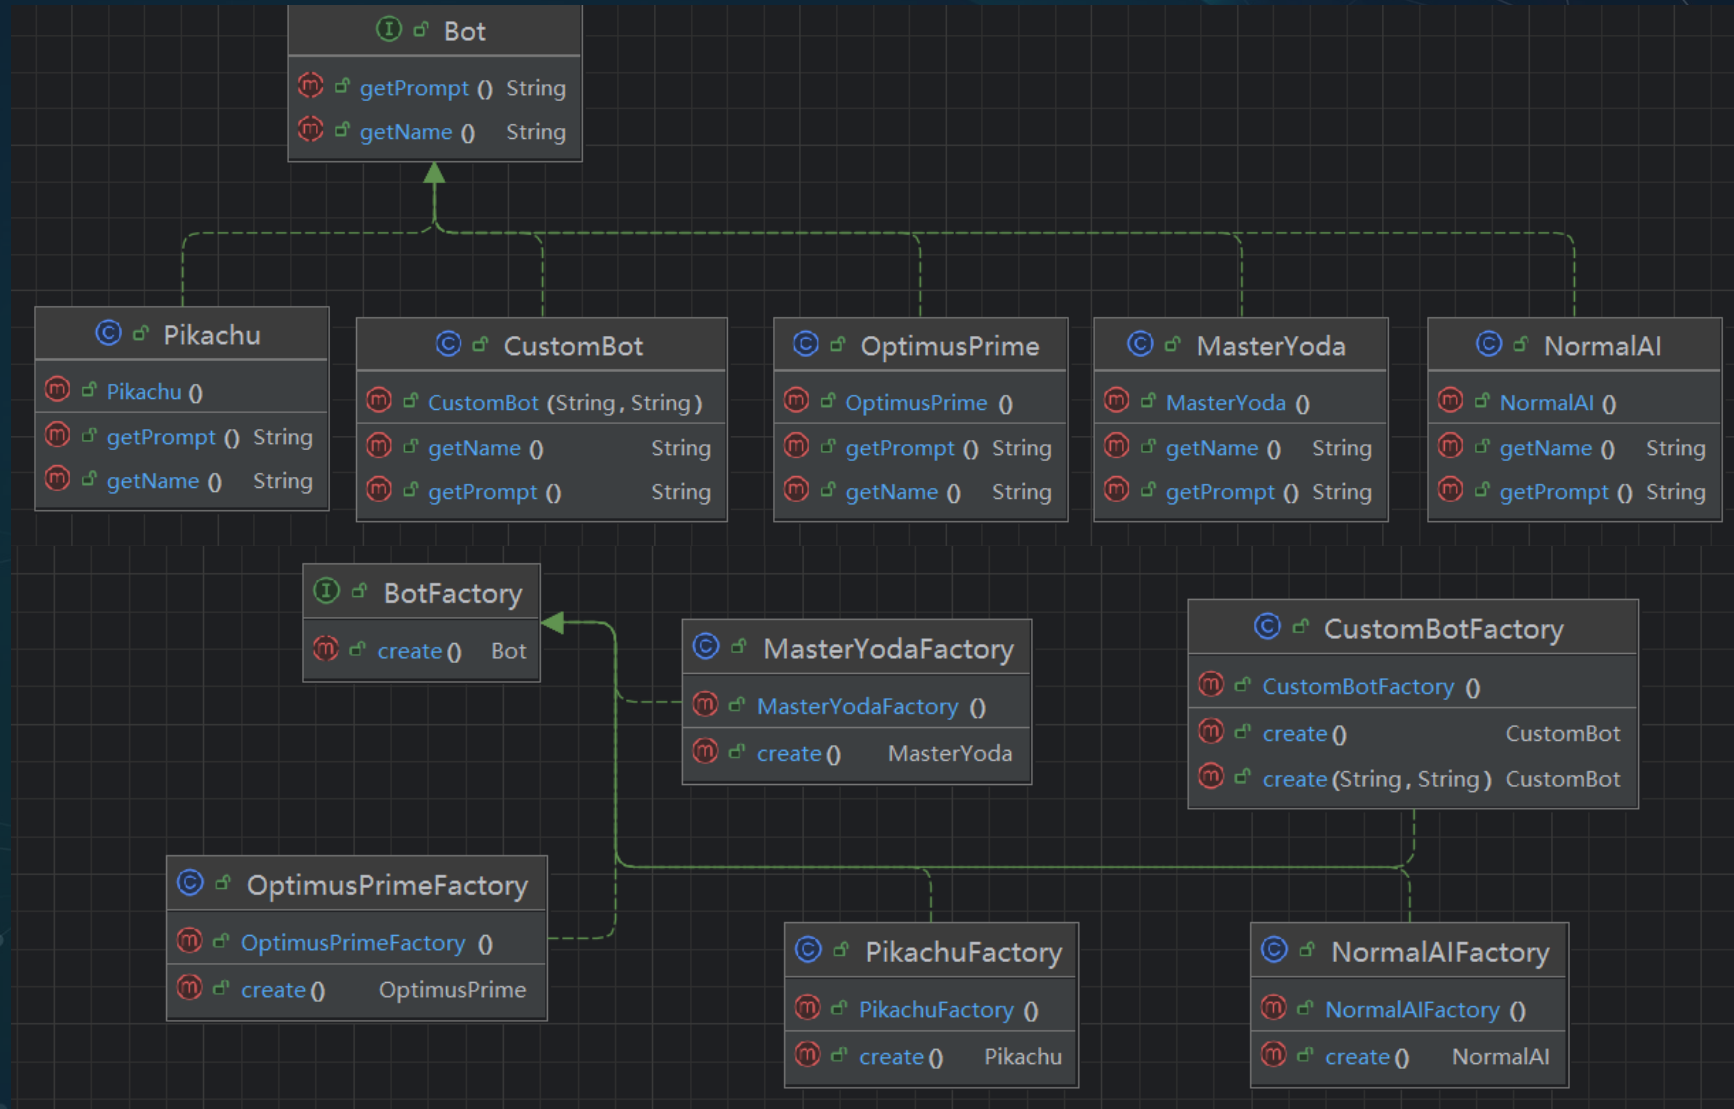 Bot
getPrompt () String
getName () String
Pikachu
Pikachu ()
getPrompt () String
getName () String
CustomBot
CustomBot (String, String)
getName () String
getPrompt () String
OptimusPrime
OptimusPrime ()
getPrompt () String
getName () String
MasterYoda
MasterYoda ()
getName () String
getPrompt () String
NormalAI
NormalAI ()
getName () String
getPrompt () String
BotFactory
create () Bot
MasterYodaFactory
MasterYodaFactory ()
create () MasterYoda
CustomBotFactory
CustomBotFactory ()
create () CustomBot
create (String, String) CustomBot
OptimusPrimeFactory
OptimusPrimeFactory ()
create () OptimusPrime
PikachuFactory
PikachuFactory ()
create () Pikachu
NormalAIFactory
NormalAIFactory ()
create () NormalAI